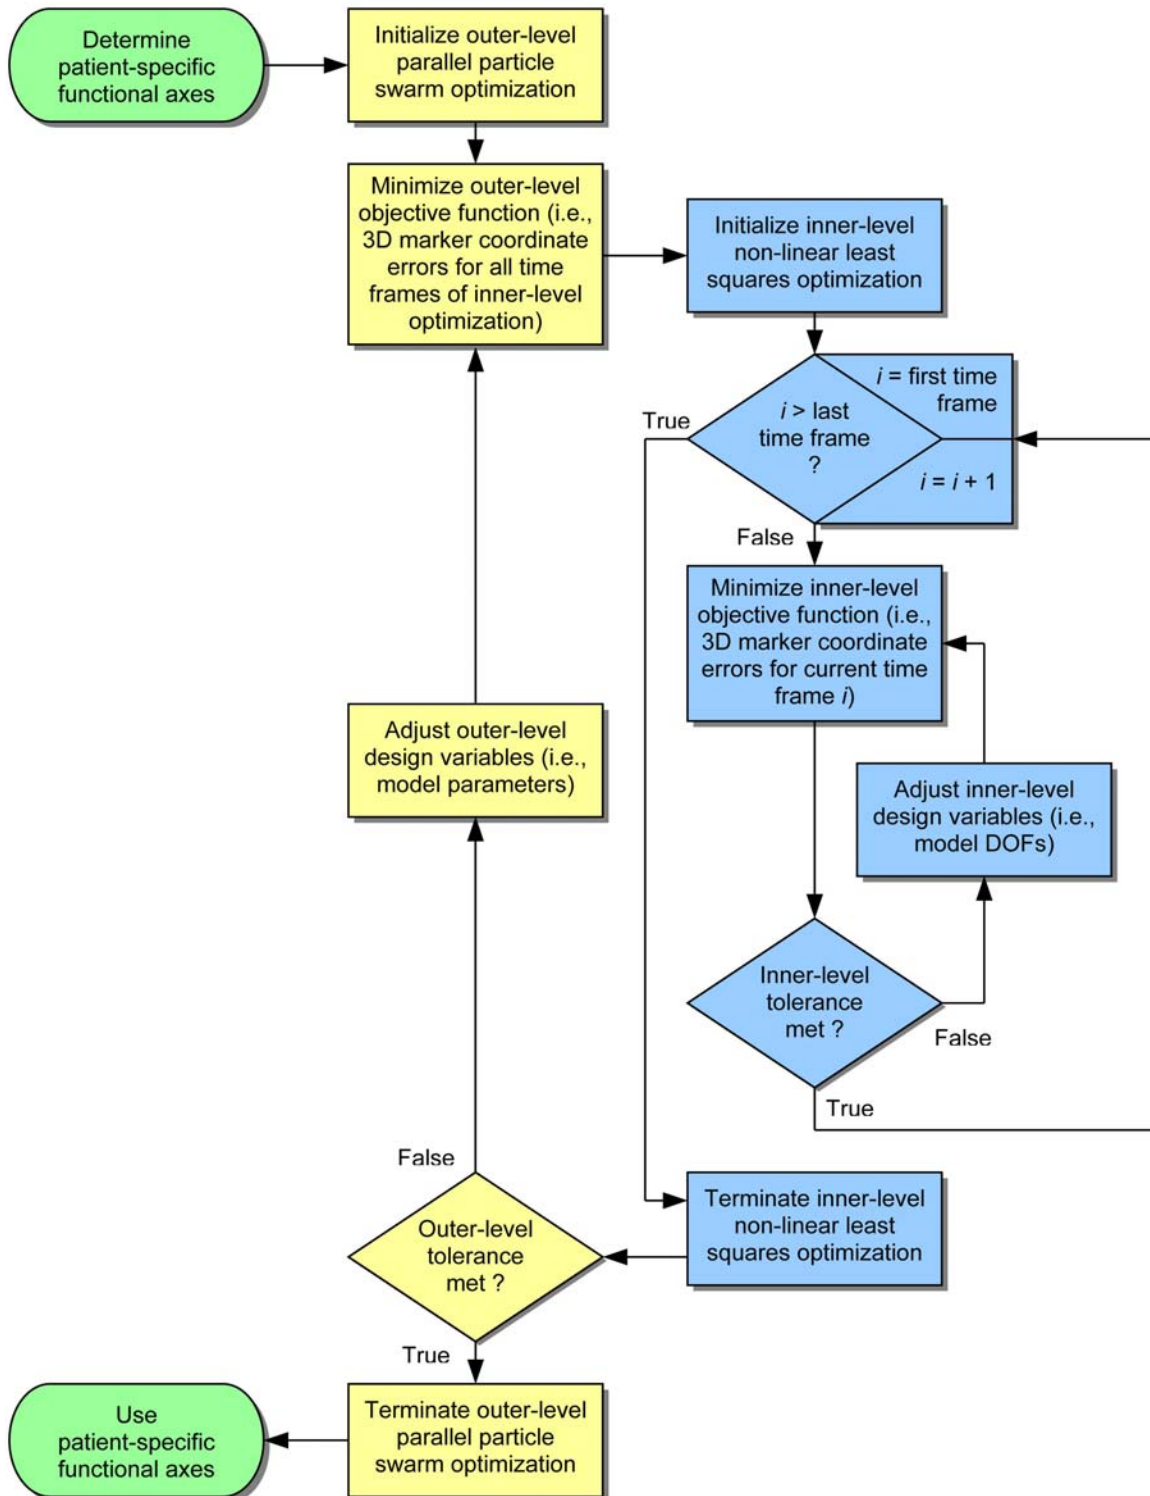 Determine
patient-specific
functional axes
Initialize outer-level
parallel particle
swarm optimization
Minimize outer-level
objective function (i.e.,
3D marker coordinate
errors for all time
frames of inner-level
optimization)
Initialize inner-level
non-linear least
squares optimization
i = first time
frame
True
i > last
time frame
?
i = i + 1
False
Minimize inner-level
objective function (i.e.,
3D marker coordinate
errors for current time
frame i)
Adjust outer-level
design variables (i.e.,
model parameters)
Adjust inner-level
design variables (i.e.,
model DOFs)
Inner-level
tolerance
met ?
False
True
False
Terminate inner-level
non-linear least
squares optimization
Outer-level
tolerance
met ?
True
Use
patient-specific
functional axes
Terminate outer-level
parallel particle
swarm optimization